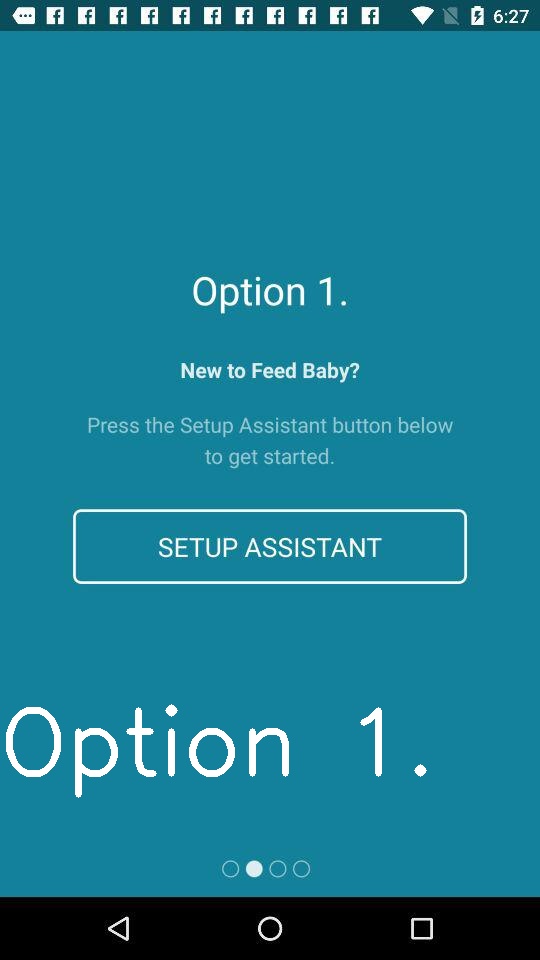 6:27
Option 1.
New to Feed Baby?
Press the Setup Assistant button below
to get started.
SETUP ASSISTANT
Option 1.